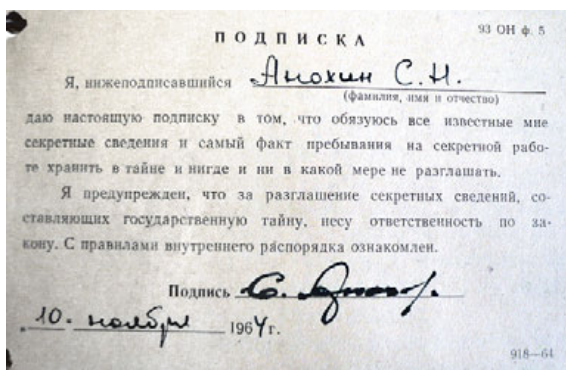 93 ОН ф. 5
ПОДПИСКА
Я, нижеподписавшийся Анохин С.Н.
(фамилия, имя и отчество)
даю настоящую подписку в том, что обязуюсь все известные мне
секретные сведения и самый факт пребывания на секретной рабо-
те хранить в тайне и нигде и ни в какой мере не разглашать.
Я предупрежден, что за разглашение секретных сведений, со-
ставляющих государственную тайну, несу ответственность по за-
кону. С правилами внутреннего распорядка ознакомлен.
Подпись С.
10. ноября 1964 г.
918—64